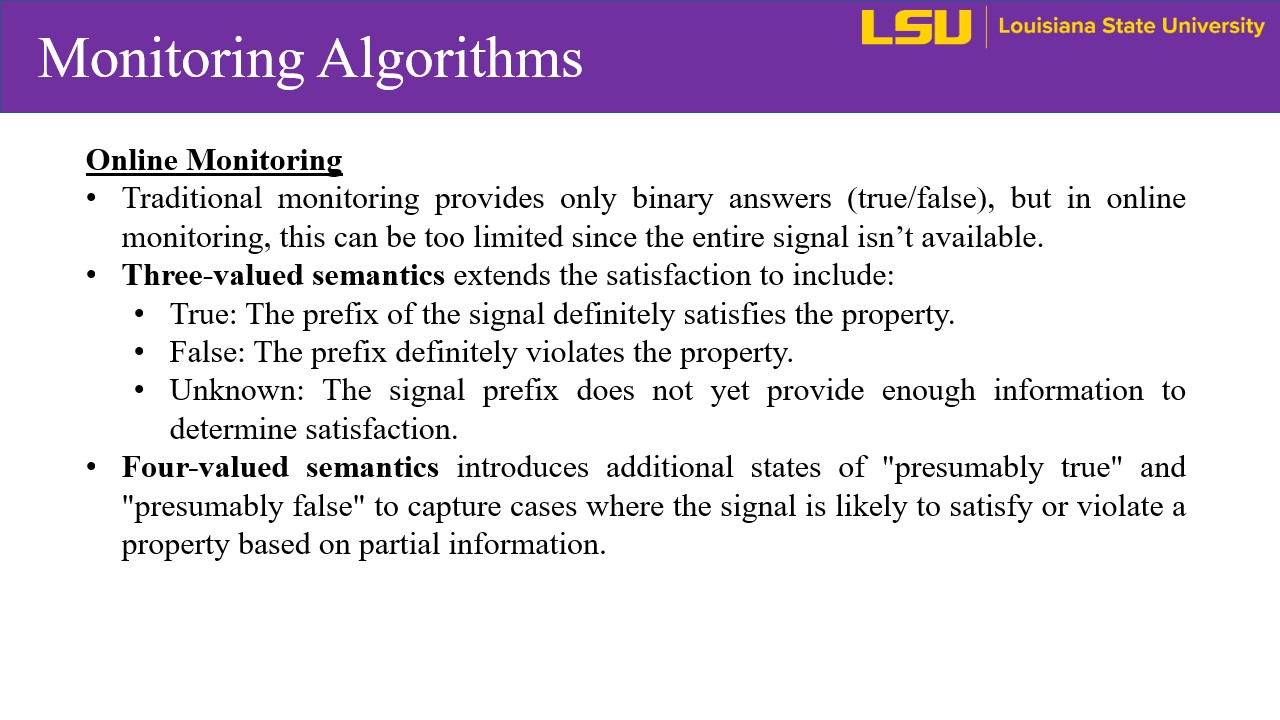 LSU | Louisiana State University
Monitoring Algorithms
Online Monitoring
• Traditional monitoring provides only binary answers (true/false), but in online
monitoring, this can be too limited since the entire signal isn’t available.
• Three-valued semantics extends the satisfaction to include:
• True: The prefix of the signal definitely satisfies the property.
• False: The prefix definitely violates the property.
• Unknown: The signal prefix does not yet provide enough information to
determine satisfaction.
• Four-valued semantics introduces additional states of "presumably true" and
"presumably false" to capture cases where the signal is likely to satisfy or violate a
property based on partial information.